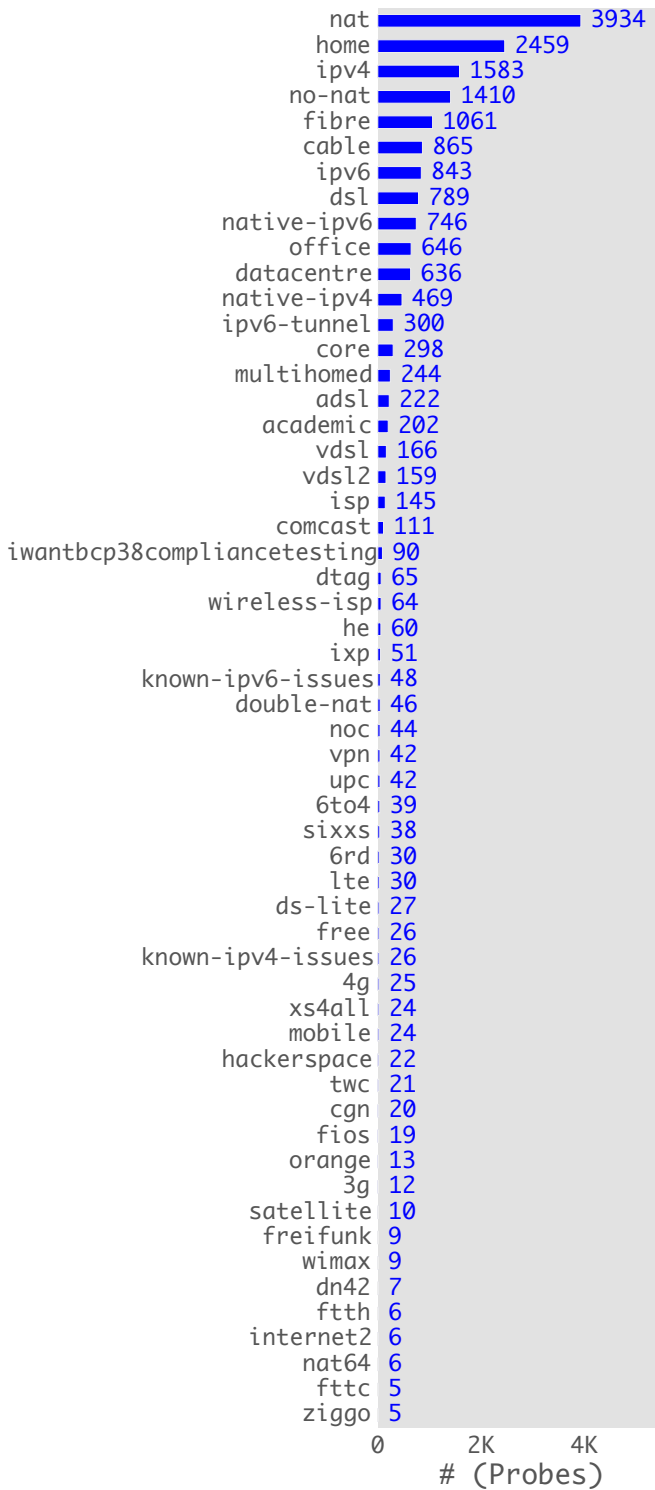 nat 3934
home 2459
ipv4 1583
no-nat 1410
fibre 1061
cable 865
ipv6 843
dsl 789
native-ipv6 746
office 646
datacentre 636
native-ipv4 469
ipv6-tunnel 300
core 298
multihomed 244
adsl 222
academic 202
vdsl 166
vdsl2 159
isp 145
comcast 111
iwantbcp38compliancetesting 90
dtag 65
wireless-isp 64
he 60
ixp 51
known-ipv6-issues 48
double-nat 46
noc 44
vpn 42
upc 42
6to4 39
sixxs 38
6rd 30
lte 30
ds-lite 27
free 26
known-ipv4-issues 26
4g 25
xs4all 24
mobile 24
hackerspace 22
twc 21
cgn 20
fios 19
orange 13
3g 12
satellite 10
freifunk 9
wimax 9
dn42 7
ftth 6
internet2 6
nat64 6
fttc 5
ziggo 5
0 2K 4K
# (Probes)